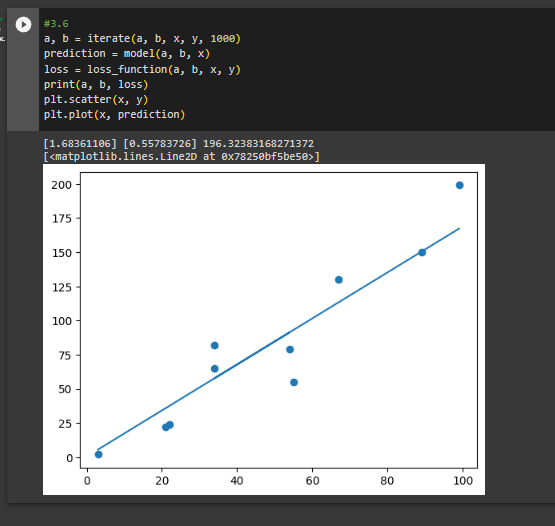 #3.6
a, b = iterate(a, b, x, y, 1000)
prediction = model(a, b, x)
loss = loss_function(a, b, x, y)
print(a, b, loss)
plt.scatter(x, y)
plt.plot(x, prediction)
[1.68361106] [0.55783726] 196.32383168271372
[<matplotlib.lines.Line2D at 0x78250bf5be50>]
200
175
150
125
100
75
50
25
0
0 20 40 60 80 100